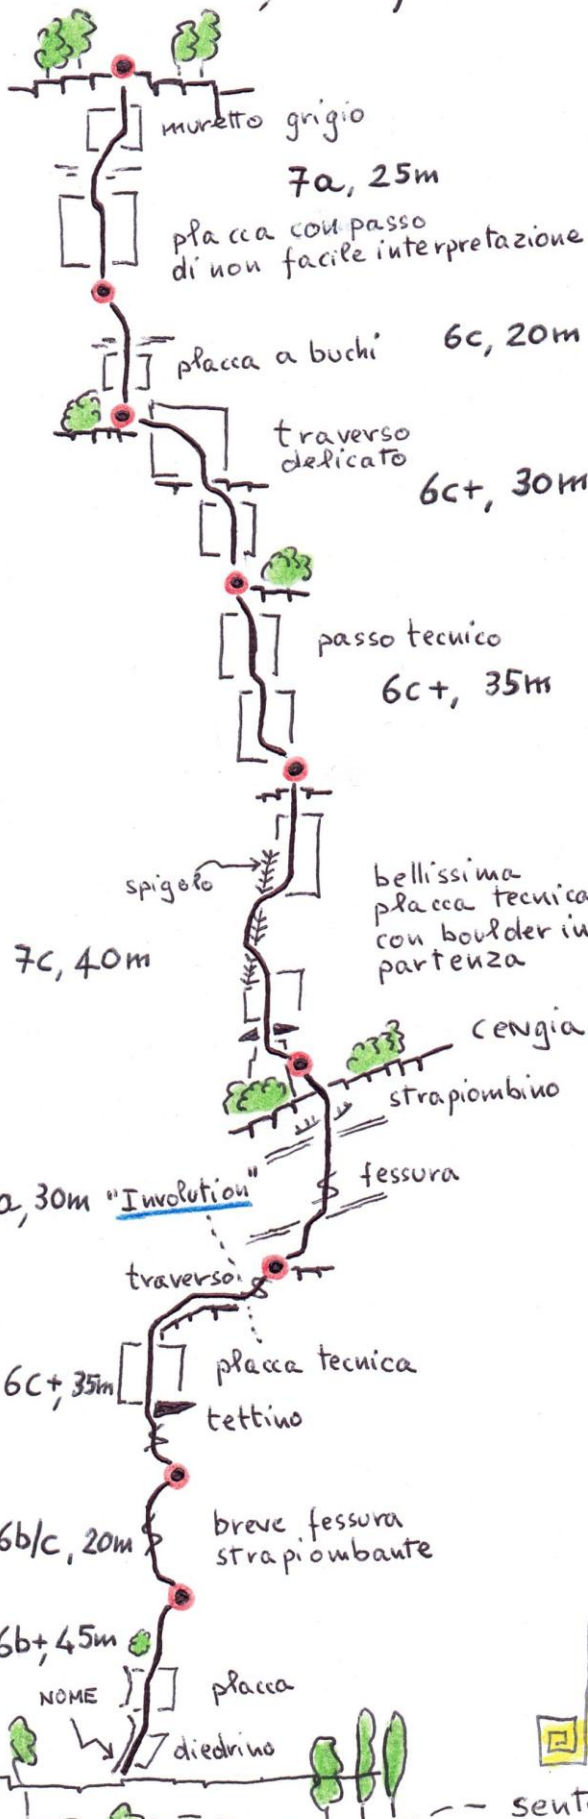 muretto grigio
7a, 25m
placca con passo
di non facile interpretazione
placca a buchi
6c, 20m
traverso
delicato
6c+, 30m
passo tecnico
6c+, 35m
spigolo
bellissima
placca tecnica
con boulder in
partenza
7c, 40m
cengia
strapiombino
a, 30m "Involution"
fessura
traverso
placca tecnica
6c+, 35m
tettino
6b/c, 20m
breve fessura
strapiombante
6b+, 45m
NOME
placca
diedrino
sent